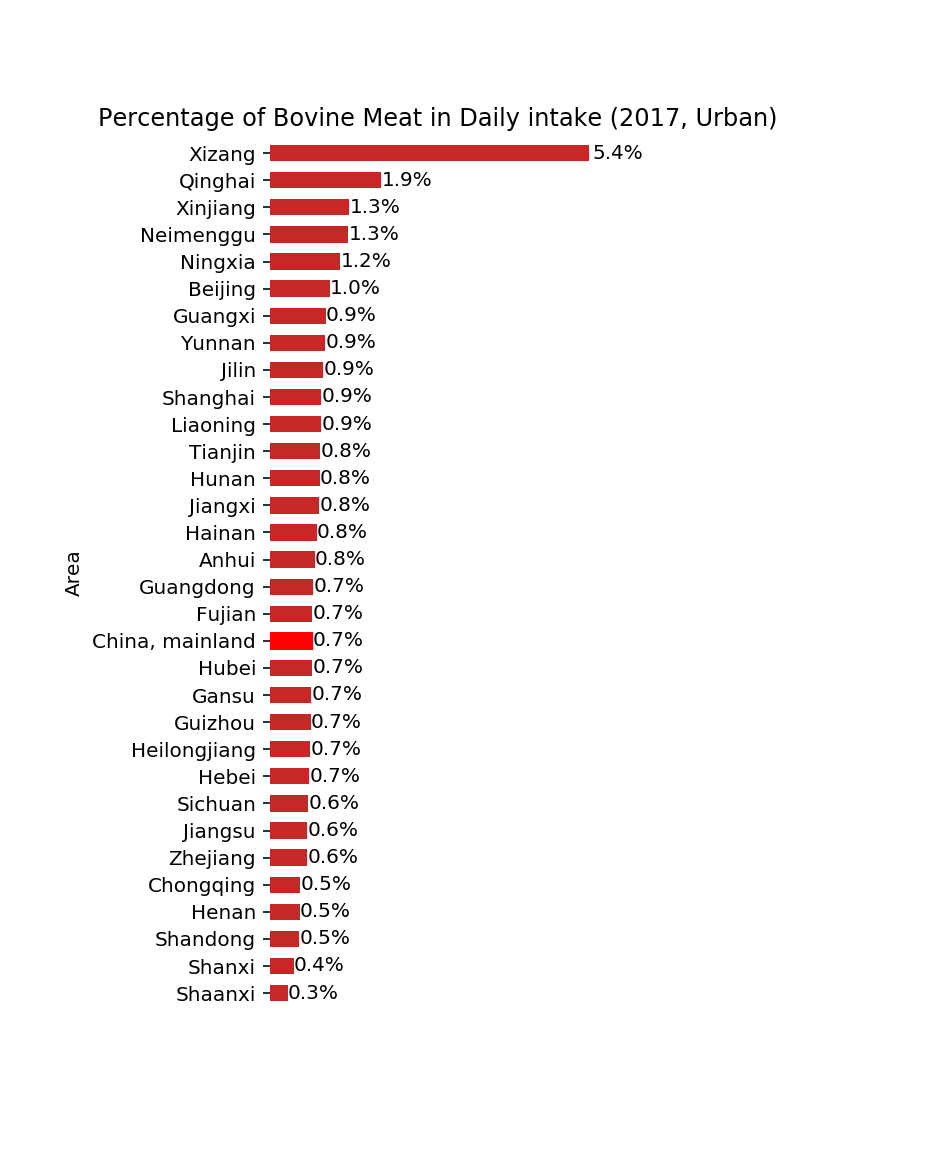 Percentage of Bovine Meat in Daily intake (2017, Urban)
Xizang 5.4%
Qinghai 1.9%
Xinjiang 1.3%
Neimenggu 1.3%
Ningxia 1.2%
Beijing 1.0%
Guangxi 0.9%
Yunnan 0.9%
Jilin 0.9%
Shanghai 0.9%
Liaoning 0.9%
Tianjin 0.8%
Hunan 0.8%
Jiangxi 0.8%
Hainan 0.8%
Anhui 0.8%
Guangdong 0.7%
Fujian 0.7%
China, mainland 0.7%
Hubei 0.7%
Gansu 0.7%
Guizhou 0.7%
Heilongjiang 0.7%
Hebei 0.7%
Sichuan 0.6%
Jiangsu 0.6%
Zhejiang 0.6%
Chongqing 0.5%
Henan 0.5%
Shandong 0.5%
Shanxi 0.4%
Shaanxi 0.3%
Area